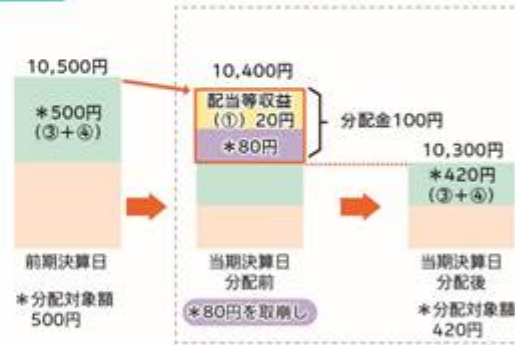 10,500円
*500円
(③+④)
前期決算日
*分配対象額
500円
10,400円
配当等収益
(①) 20円
*80円
分配金100円
当期決算日
分配前
*80円を取崩し
10,300円
*420円
(③+④)
当期決算日
分配後
*分配対象額
420円